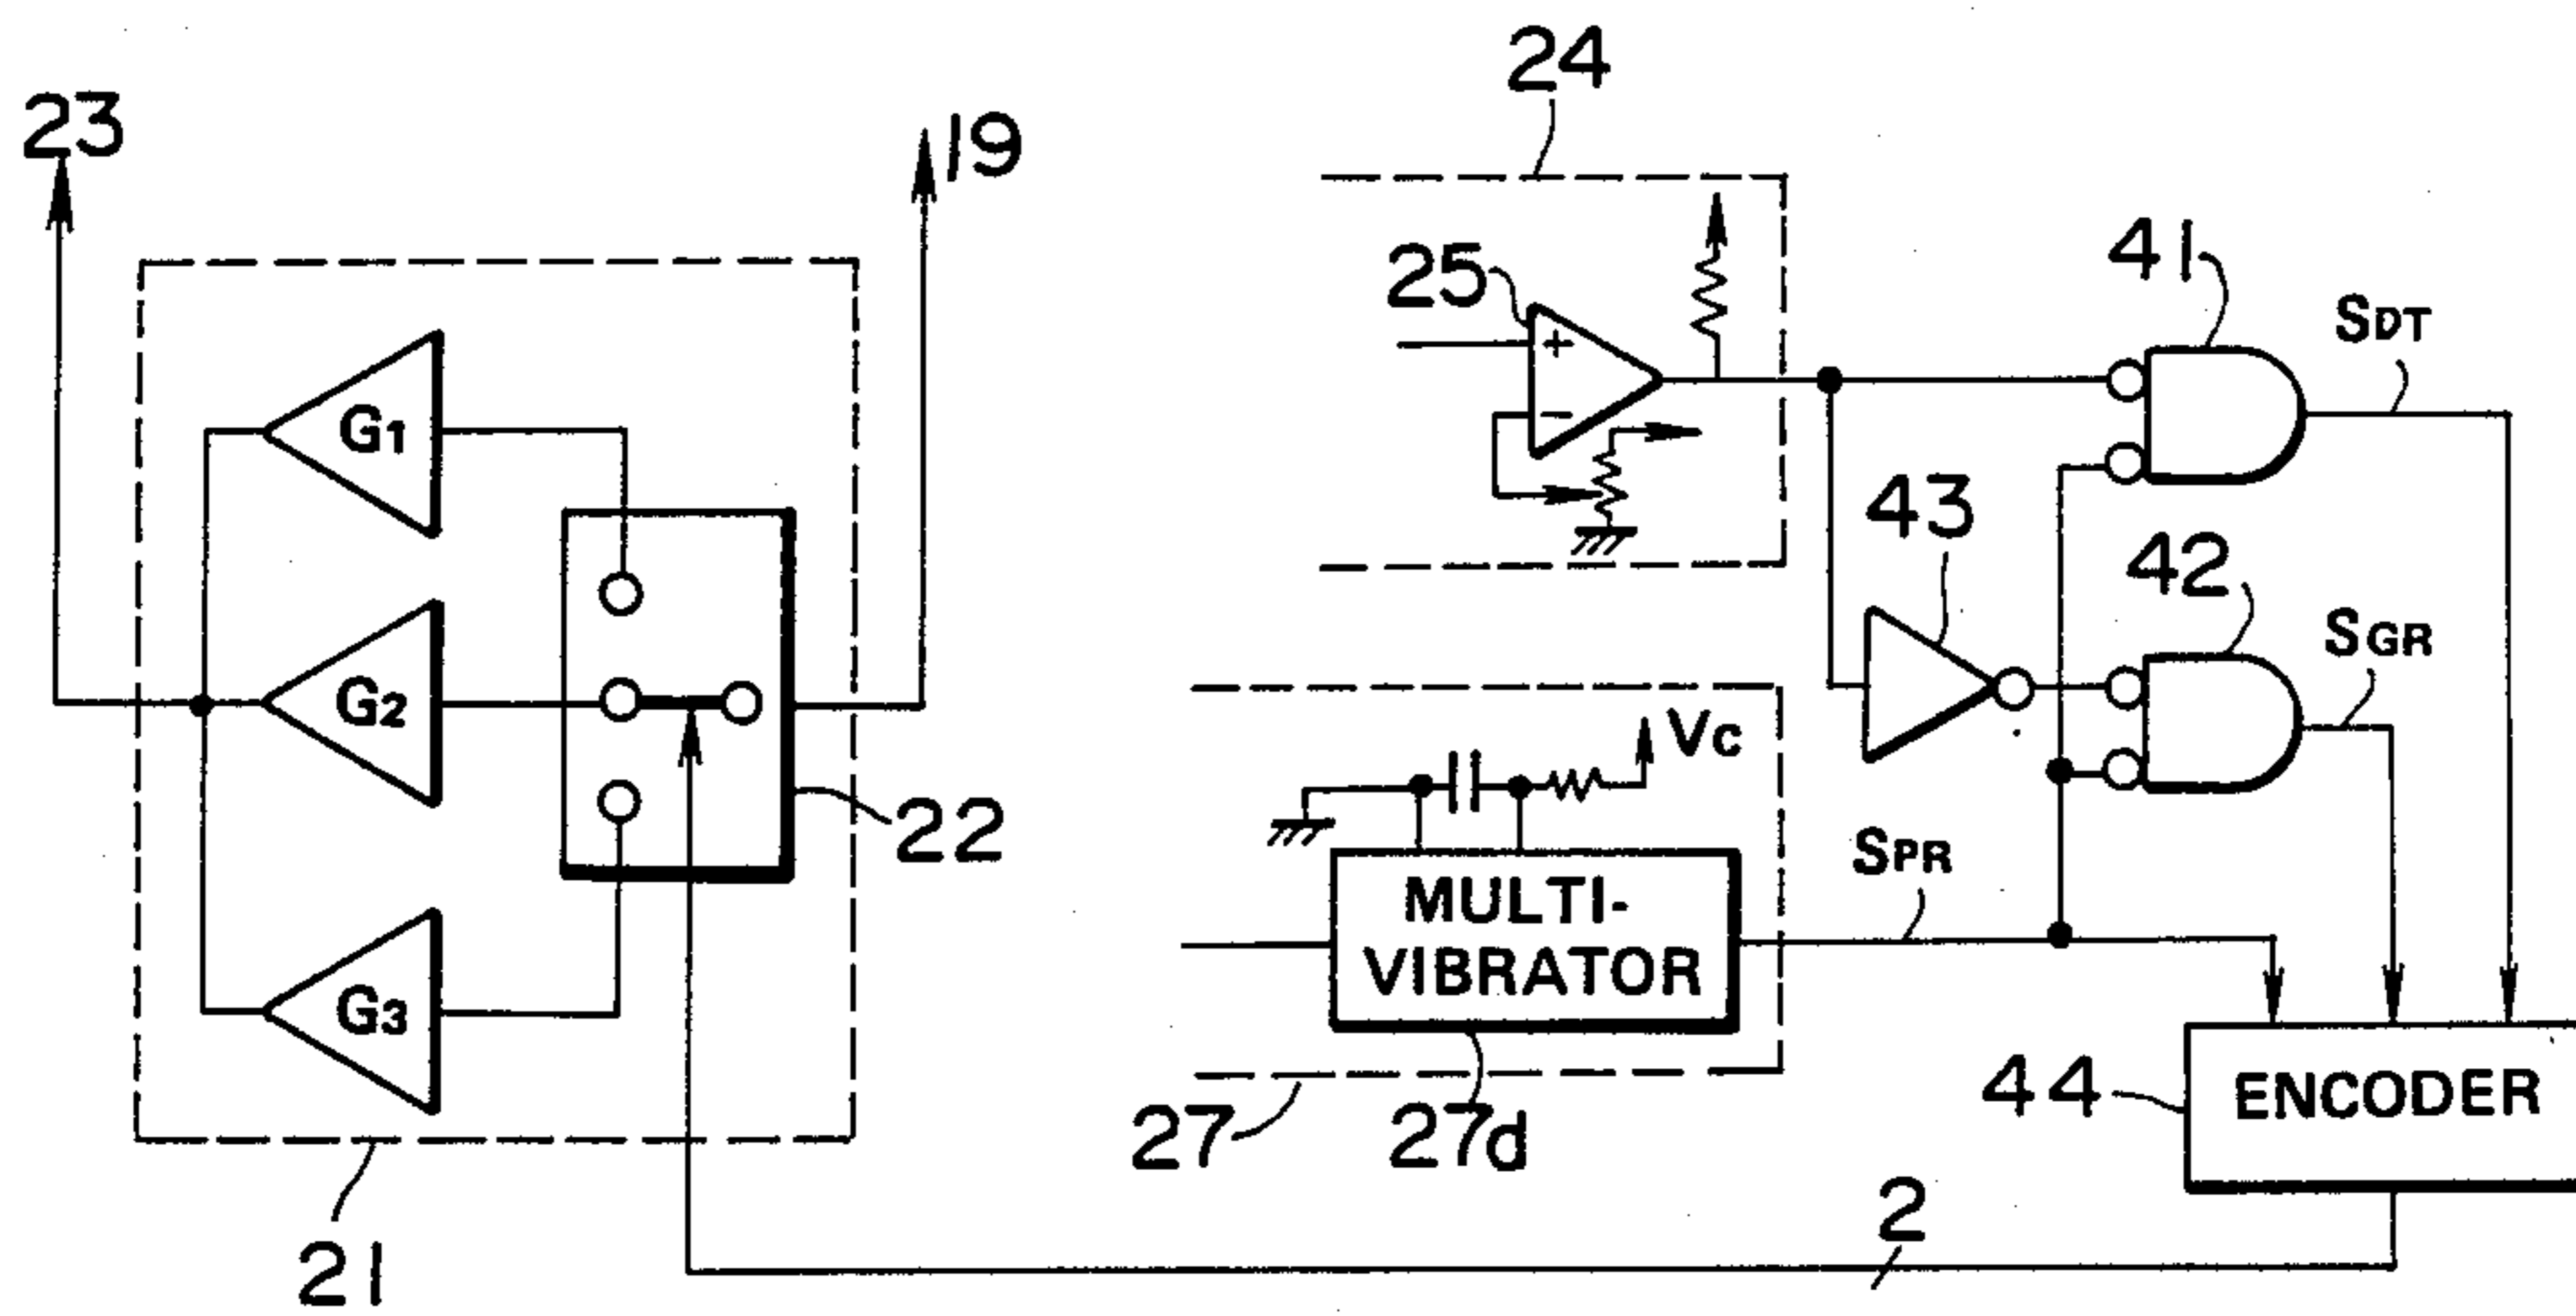 23
19
24
25
+
−
41
SDT
G1
43
42
SGR
G2
22
VC
SPR
MULTI-
VIBRATOR
G3
27
27d
44
ENCODER
21
2